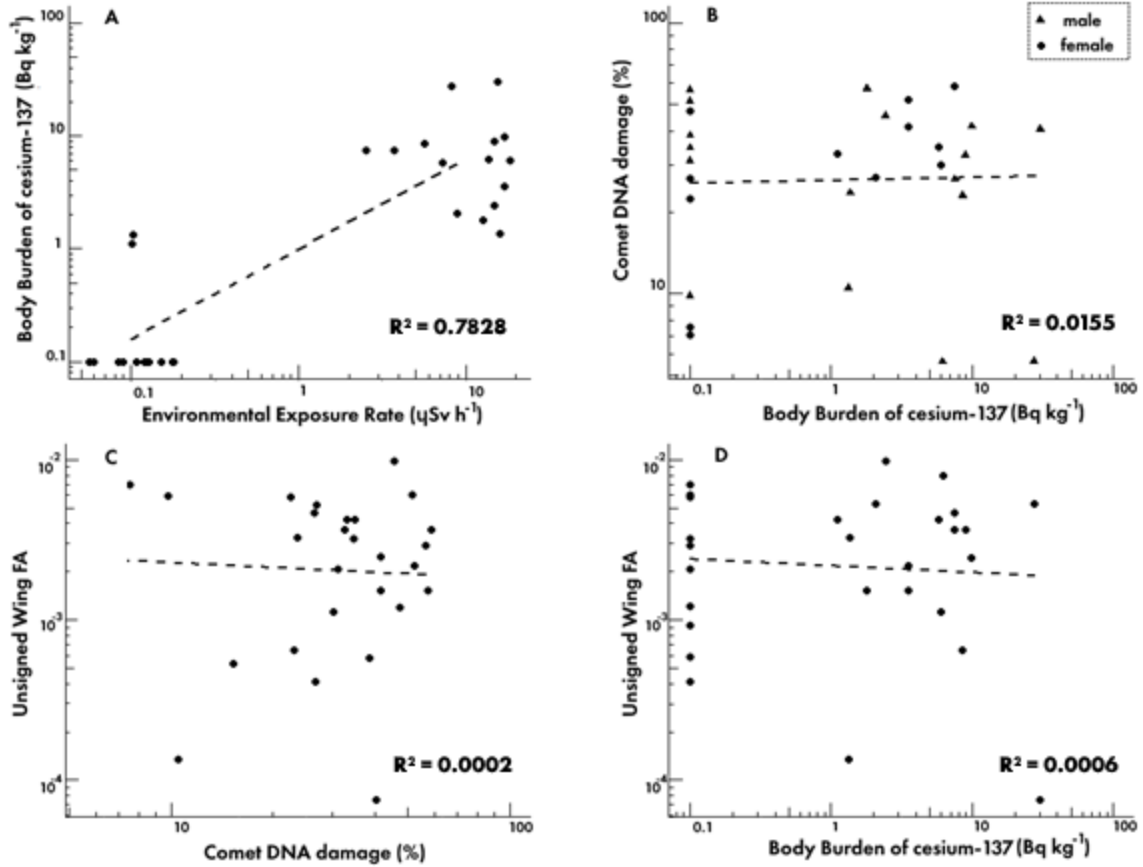 A
100
10
1
0.1
Body Burden of cesium-137 (Bq kg⁻¹)
R² = 0.7828
0.1
1
10
Environmental Exposure Rate (ųSv h⁻¹)
B
male
female
100
10
Comet DNA damage (%)
R² = 0.0155
0.1
1
10
100
Body Burden of cesium-137 (Bq kg⁻¹)
C
10⁻²
10⁻³
10⁻⁴
Unsigned Wing FA
R² = 0.0002
10
100
Comet DNA damage (%)
D
10⁻²
10⁻³
10⁻⁴
Unsigned Wing FA
R² = 0.0006
0.1
1
10
100
Body Burden of cesium-137 (Bq kg⁻¹)